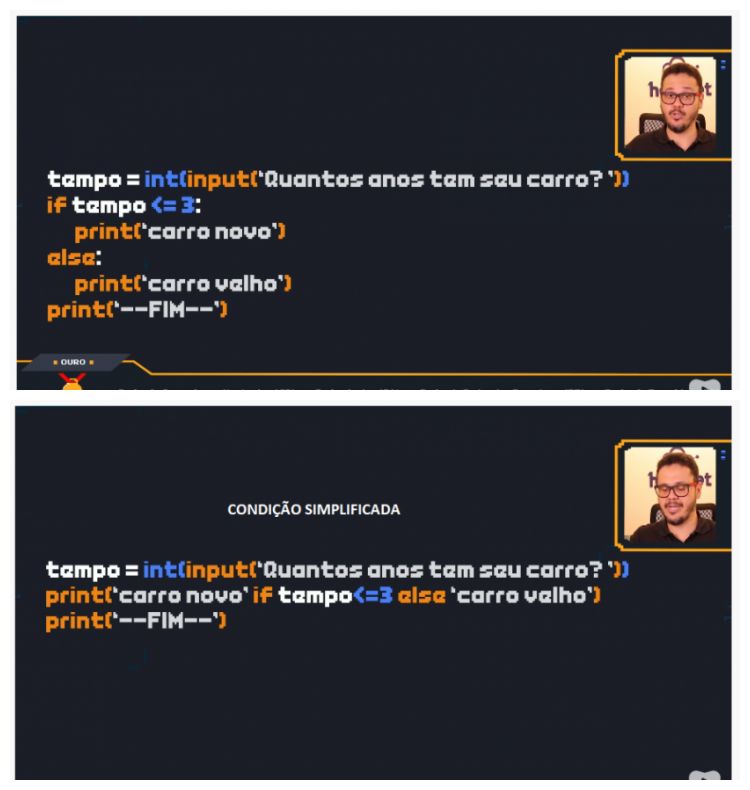 tempo = int(input('Quantos anos tem seu carro? '))
if tempo <= 3:
print('carro novo')
else:
print('carro velho')
print('--FIM--')
OURO
CONDIÇÃO SIMPLIFICADA
tempo = int(input('Quantos anos tem seu carro? '))
print('carro novo' if tempo<=3 else 'carro velho')
print('--FIM--')